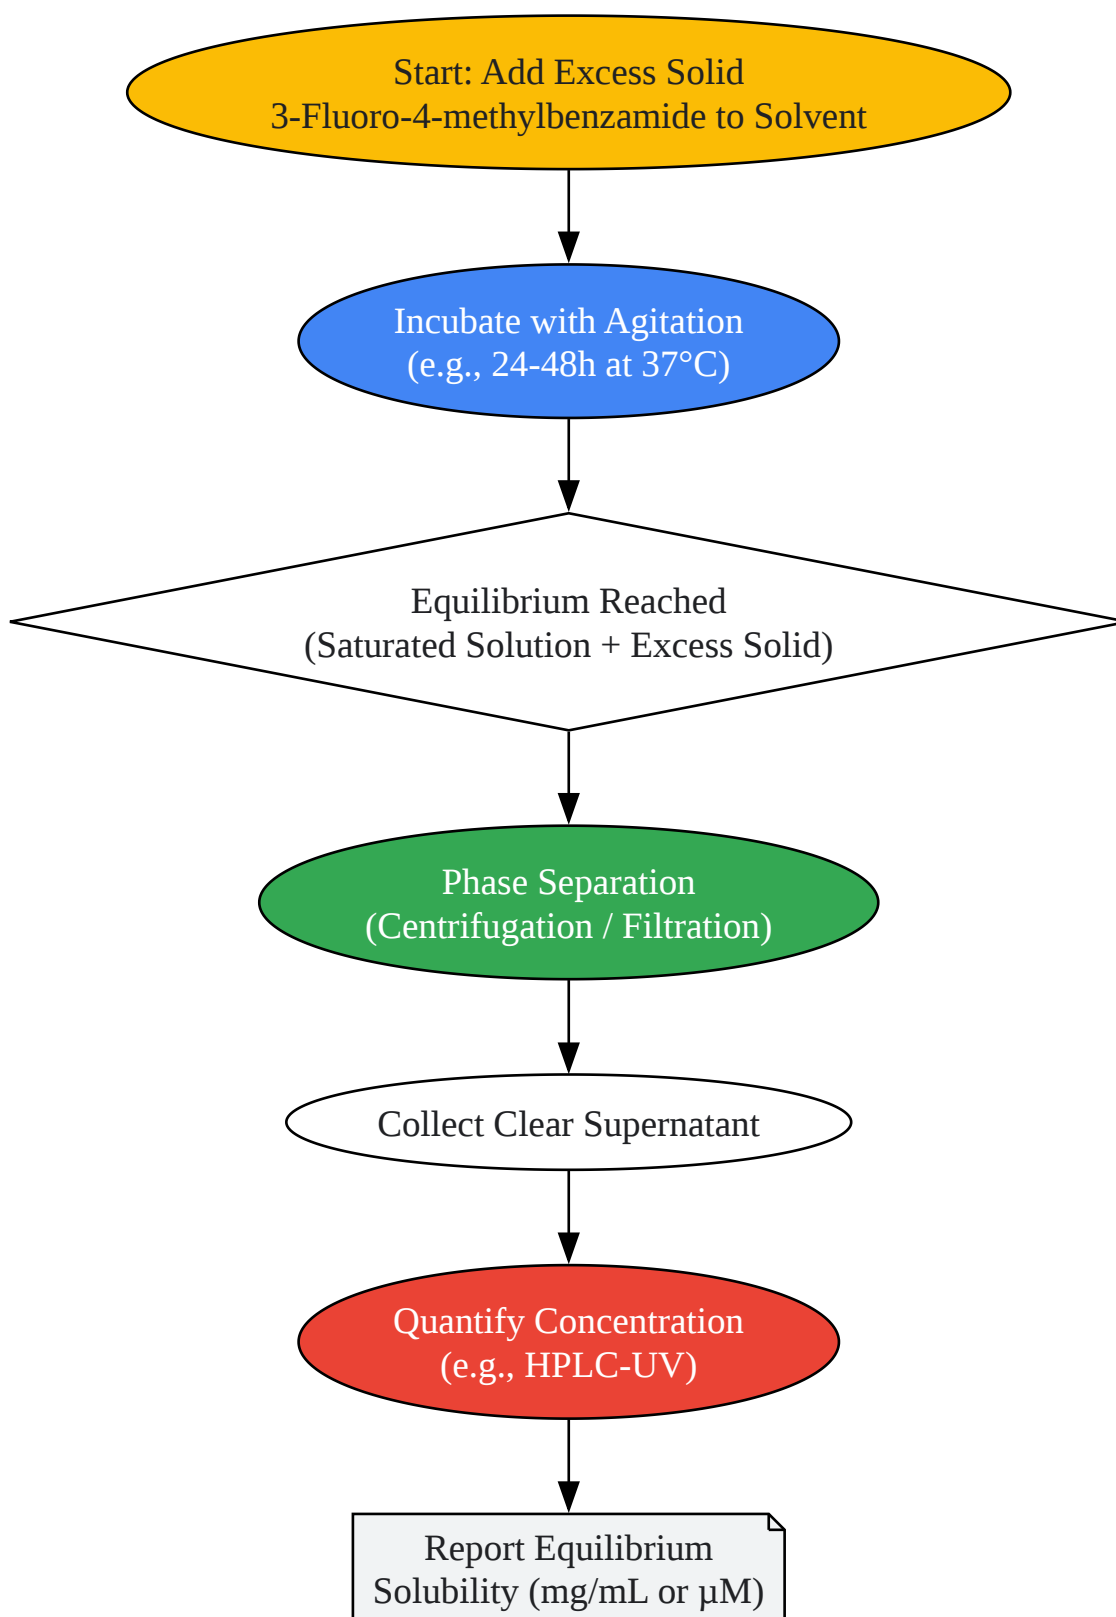 Start: Add Excess Solid
3-Fluoro-4-methylbenzamide to Solvent
Incubate with Agitation
(e.g., 24-48h at 37°C)
Equilibrium Reached
(Saturated Solution + Excess Solid)
Phase Separation
(Centrifugation / Filtration)
Collect Clear Supernatant
Quantify Concentration
(e.g., HPLC-UV)
Report Equilibrium
Solubility (mg/mL or µM)